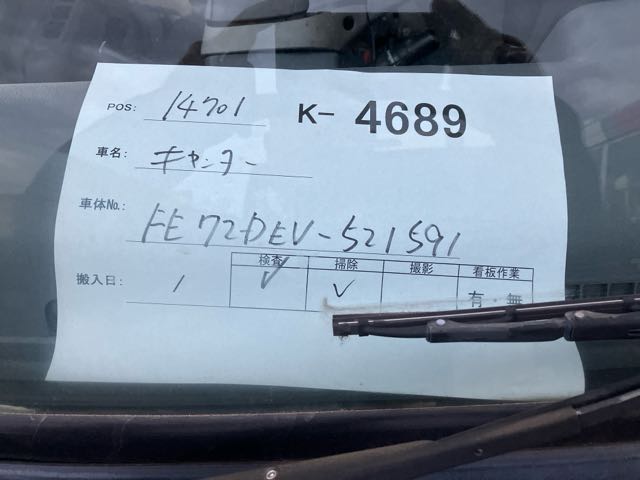 POS: 14701 K- 4689
車名: キャンター
車体No.: FE72DEV-521591
検査 掃除 撮影 看板作業
搬入日: 1 ✓ ✓ 有・無